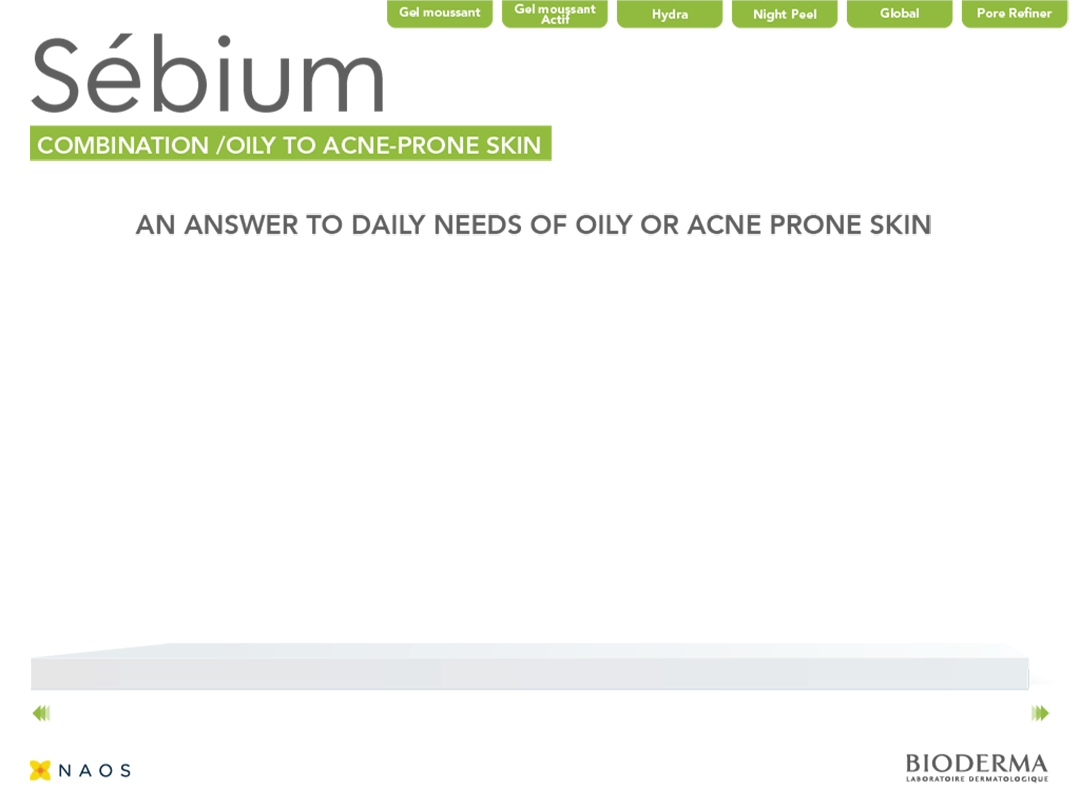 Gel moussant
Gel moussant
Actif
Hydra
Night Peel
Global
Pore Refiner
Sébium
COMBINATION /OILY TO ACNE-PRONE SKIN
AN ANSWER TO DAILY NEEDS OF OILY OR ACNE PRONE SKIN
NAOS
BIODERMA
LABORATOIRE DERMATOLOGIQUE